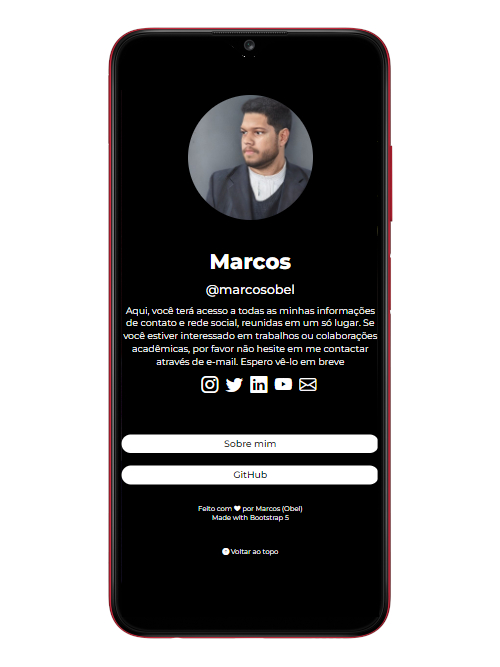 Marcos
@marcosobel
Aqui, você terá acesso a todas as minhas informações
de contato e rede social, reunidas em um só lugar. Se
você estiver interessado em trabalhos ou colaborações
acadêmicas, por favor não hesite em me contactar
através de e-mail. Espero vê-lo em breve
Sobre mim
GitHub
Feito com ❤ por Marcos (Obel)
Made with Bootstrap 5
Voltar ao topo